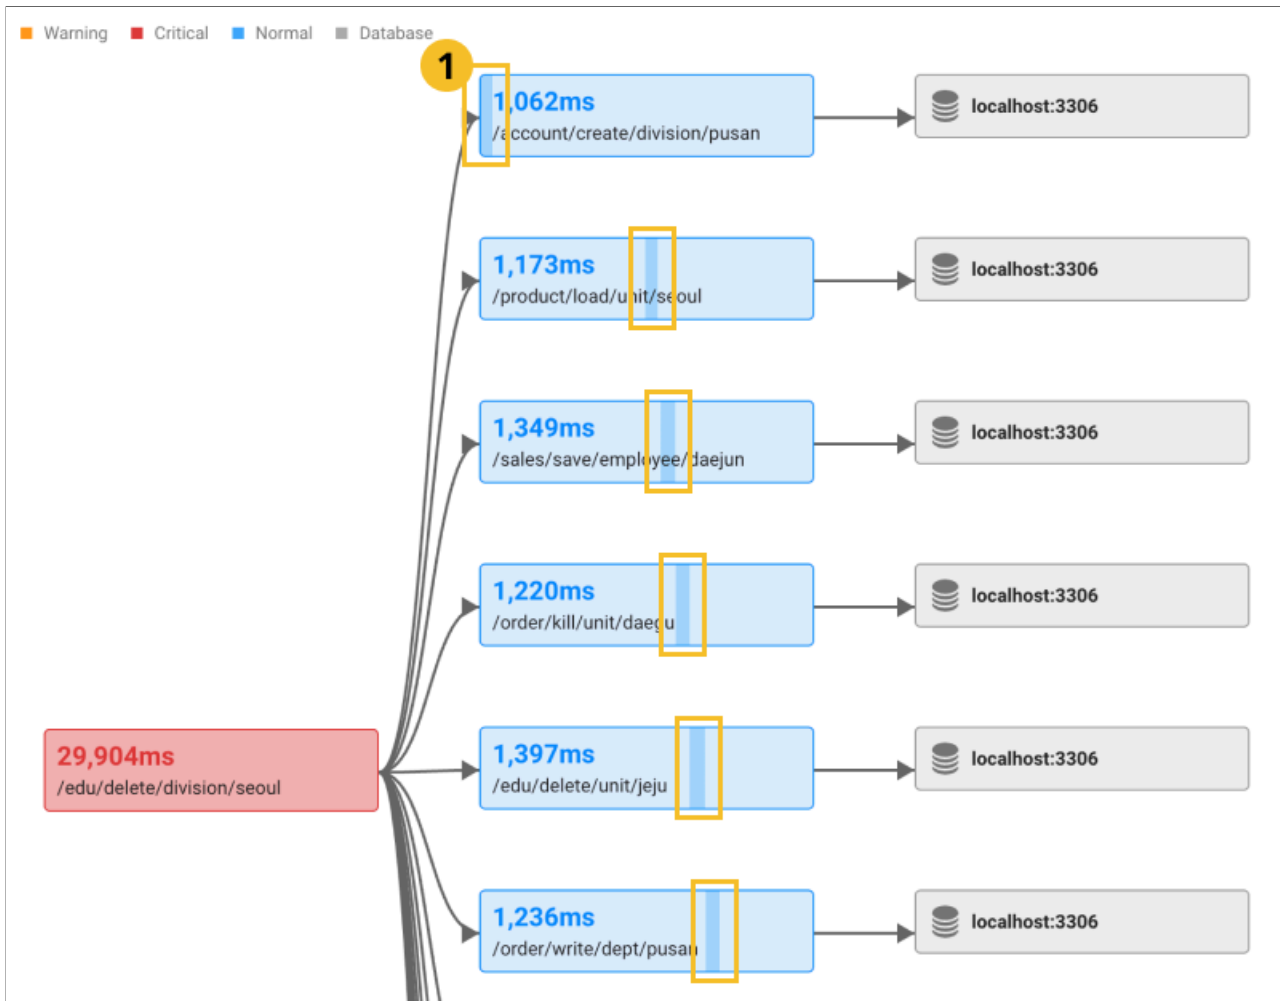 Warning Critical Normal Database
1
1,062ms
/account/create/division/pusan
localhost:3306
1,173ms
/product/load/unit/seoul
localhost:3306
1,349ms
/sales/save/employee/daejun
localhost:3306
1,220ms
/order/kill/unit/daegu
localhost:3306
29,904ms
/edu/delete/division/seoul
1,397ms
/edu/delete/unit/jeju
localhost:3306
1,236ms
/order/write/dept/pusan
localhost:3306